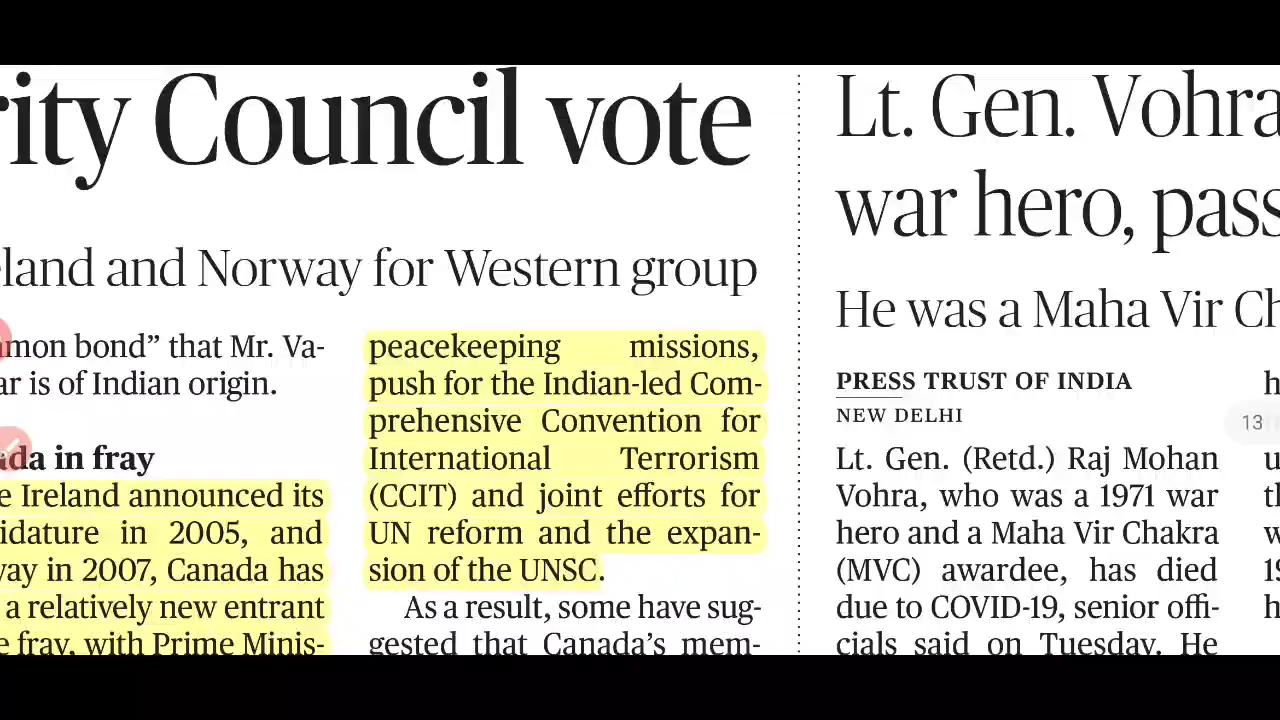 rity Council vote
eland and Norway for Western group
mon bond” that Mr. Va-
ar is of Indian origin.
da in fray
e Ireland announced its
idature in 2005, and
way in 2007, Canada has
a relatively new entrant
e fray, with Prime Minis-
peacekeeping missions,
push for the Indian-led Com-
prehensive Convention for
International Terrorism
(CCIT) and joint efforts for
UN reform and the expan-
sion of the UNSC.
As a result, some have sug-
gested that Canada’s mem-
Lt. Gen. Vohra
war hero, pass
He was a Maha Vir Ch
PRESS TRUST OF INDIA
NEW DELHI
Lt. Gen. (Retd.) Raj Mohan
Vohra, who was a 1971 war
hero and a Maha Vir Chakra
(MVC) awardee, has died
due to COVID-19, senior offi-
cials said on Tuesday. He
13